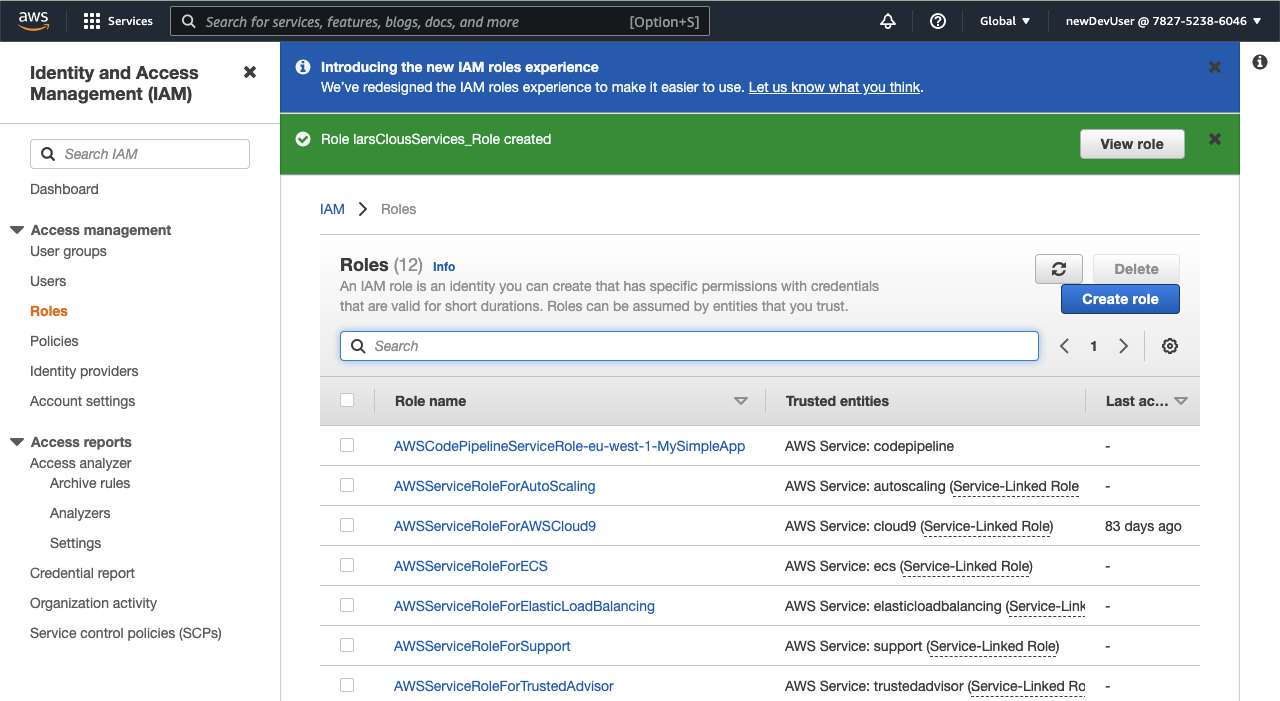 aws
Services
Search for services, features, blogs, docs, and more
[Option+S]
Global
newDevUser @ 7827-5238-6046
Identity and Access
Management (IAM)
Search IAM
Dashboard
Access management
User groups
Users
Roles
Policies
Identity providers
Account settings
Access reports
Access analyzer
Archive rules
Analyzers
Settings
Credential report
Organization activity
Service control policies (SCPs)
Introducing the new IAM roles experience
We've redesigned the IAM roles experience to make it easier to use. Let us know what you think.
Role larsClousServices_Role created
View role
IAM
Roles
Roles (12) Info
An IAM role is an identity you can create that has specific permissions with credentials
that are valid for short durations. Roles can be assumed by entities that you trust.
Delete
Create role
Search
1
Role name Trusted entities Last ac...
AWSCodePipelineServiceRole-eu-west-1-MySimpleApp AWS Service: codepipeline -
AWSServiceRoleForAutoScaling AWS Service: autoscaling (Service-Linked Role -
AWSServiceRoleForAWSCloud9 AWS Service: cloud9 (Service-Linked Role) 83 days ago
AWSServiceRoleForECS AWS Service: ecs (Service-Linked Role) -
AWSServiceRoleForElasticLoadBalancing AWS Service: elasticloadbalancing (Service-Link -
AWSServiceRoleForSupport AWS Service: support (Service-Linked Role) -
AWSServiceRoleForTrustedAdvisor AWS Service: trustedadvisor (Service-Linked Ro -